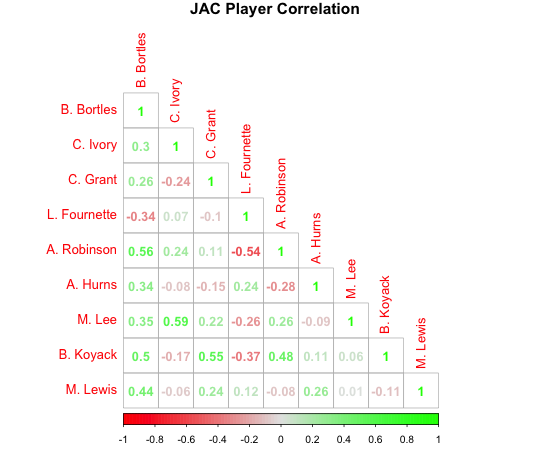 JAC Player Correlation
B. Bortles
C. Ivory
C. Grant
L. Fournette
A. Robinson
A. Hurns
M. Lee
B. Koyack
M. Lewis
B. Bortles 1
C. Ivory 0.3 1
C. Grant 0.26 -0.24 1
L. Fournette -0.34 0.07 -0.1 1
A. Robinson 0.56 0.24 0.11 -0.54 1
A. Hurns 0.34 -0.08 -0.15 0.24 -0.28 1
M. Lee 0.35 0.59 0.22 -0.26 0.26 -0.09 1
B. Koyack 0.5 -0.17 0.55 -0.37 0.48 0.11 0.06 1
M. Lewis 0.44 -0.06 0.24 0.12 -0.08 0.26 0.01 -0.11 1
-1 -0.8 -0.6 -0.4 -0.2 0 0.2 0.4 0.6 0.8 1